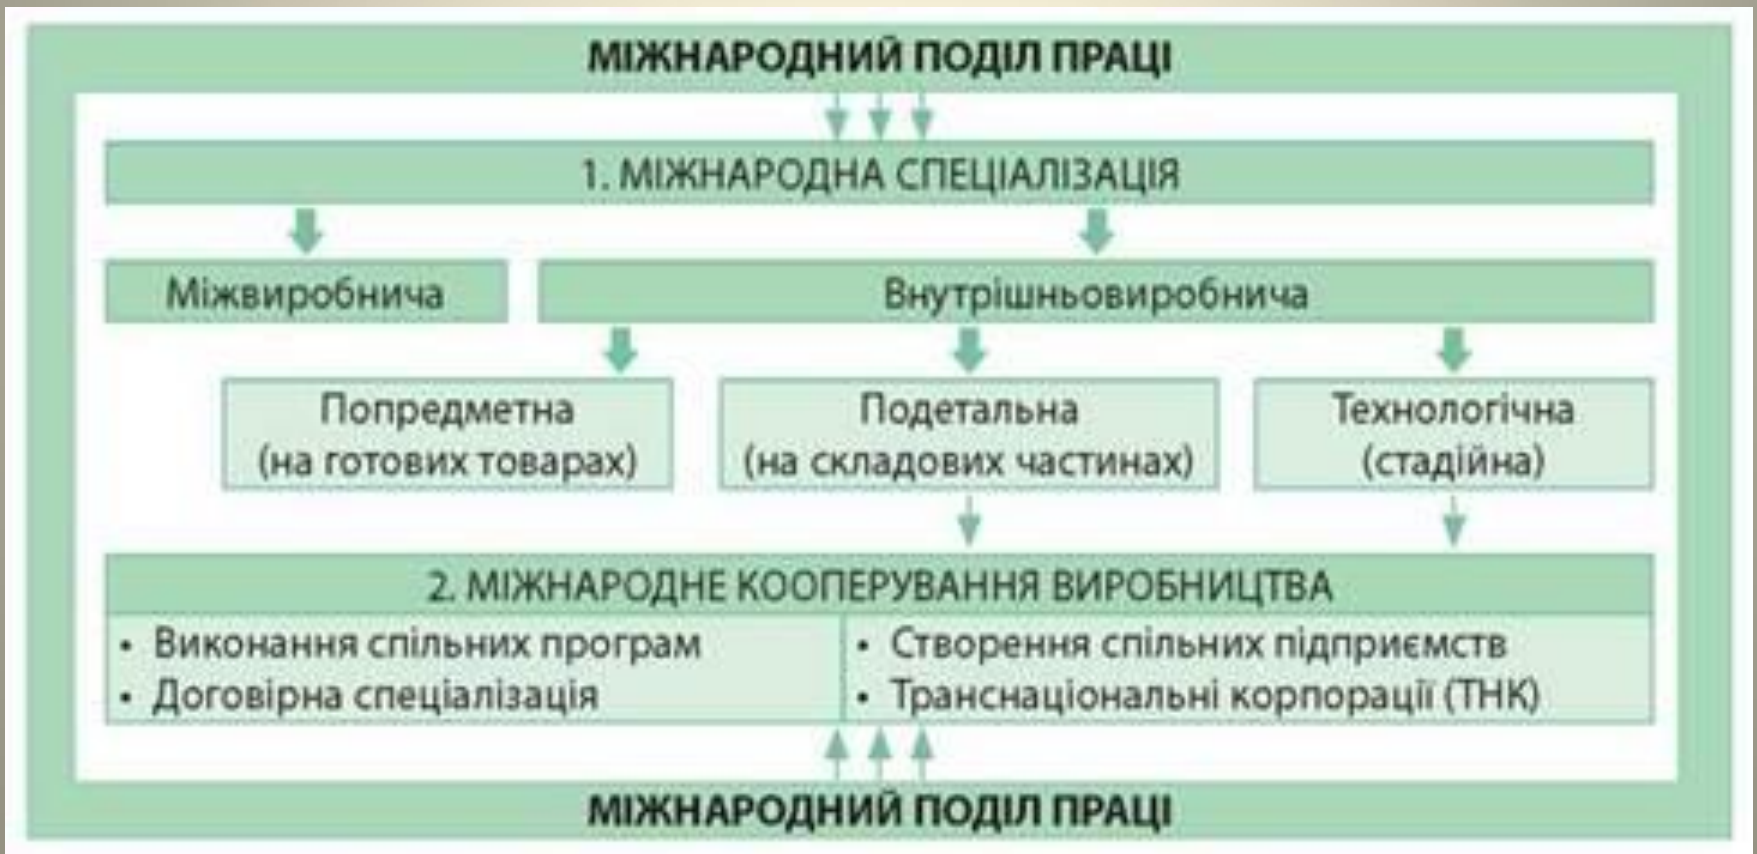 МІЖНАРОДНИЙ ПОДІЛ ПРАЦІ
1. МІЖНАРОДНА СПЕЦІАЛІЗАЦІЯ
Міжвиробнича
Внутрішньовиробнича
Попредметна
(на готових товарах)
Подетальна
(на складових частинах)
Технологічна
(стадійна)
2. МІЖНАРОДНЕ КООПЕРУВАННЯ ВИРОБНИЦТВА
• Виконання спільних програм
• Договірна спеціалізація
• Створення спільних підприємств
• Транснаціональні корпорації (ТНК)
МІЖНАРОДНИЙ ПОДІЛ ПРАЦІ